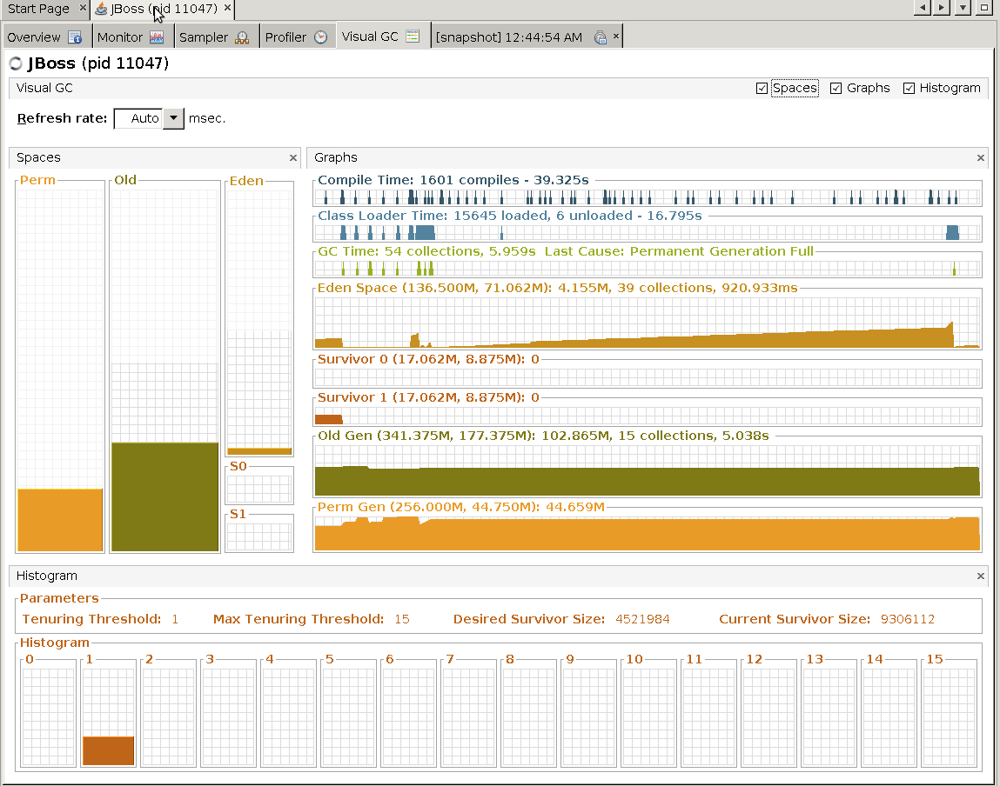 Start Page JBoss (pid 11047)
Overview Monitor Sampler Profiler Visual GC [snapshot] 12:44:54 AM
JBoss (pid 11047)
Visual GC Spaces Graphs Histogram
Refresh rate: Auto msec.
Spaces
Perm Old Eden
S0
S1
Graphs
Compile Time: 1601 compiles - 39.325s
Class Loader Time: 15645 loaded, 6 unloaded - 16.795s
GC Time: 54 collections, 5.959s Last Cause: Permanent Generation Full
Eden Space (136.500M, 71.062M): 4.155M, 39 collections, 920.933ms
Survivor 0 (17.062M, 8.875M): 0
Survivor 1 (17.062M, 8.875M): 0
Old Gen (341.375M, 177.375M): 102.865M, 15 collections, 5.038s
Perm Gen (256.000M, 44.750M): 44.659M
Histogram
Parameters
Tenuring Threshold: 1 Max Tenuring Threshold: 15 Desired Survivor Size: 4521984 Current Survivor Size: 9306112
Histogram
0 1 2 3 4 5 6 7 8 9 10 11 12 13 14 15